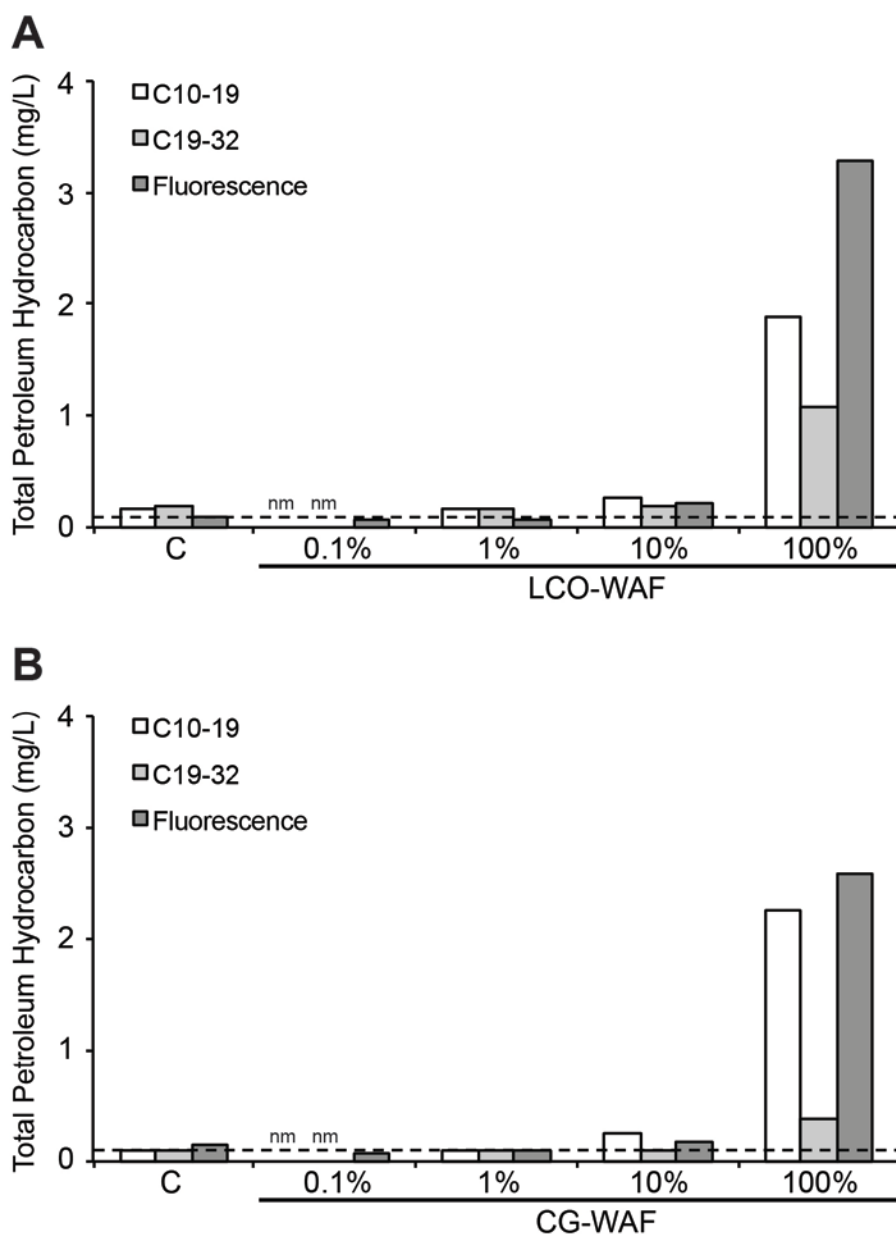 A
Total Petroleum Hydrocarbon (mg/L)
4
3
2
1
0
C10-19
C19-32
Fluorescence
nm nm
C 0.1% 1% 10% 100%
LCO-WAF
B
Total Petroleum Hydrocarbon (mg/L)
4
3
2
1
0
C10-19
C19-32
Fluorescence
nm nm
C 0.1% 1% 10% 100%
CG-WAF